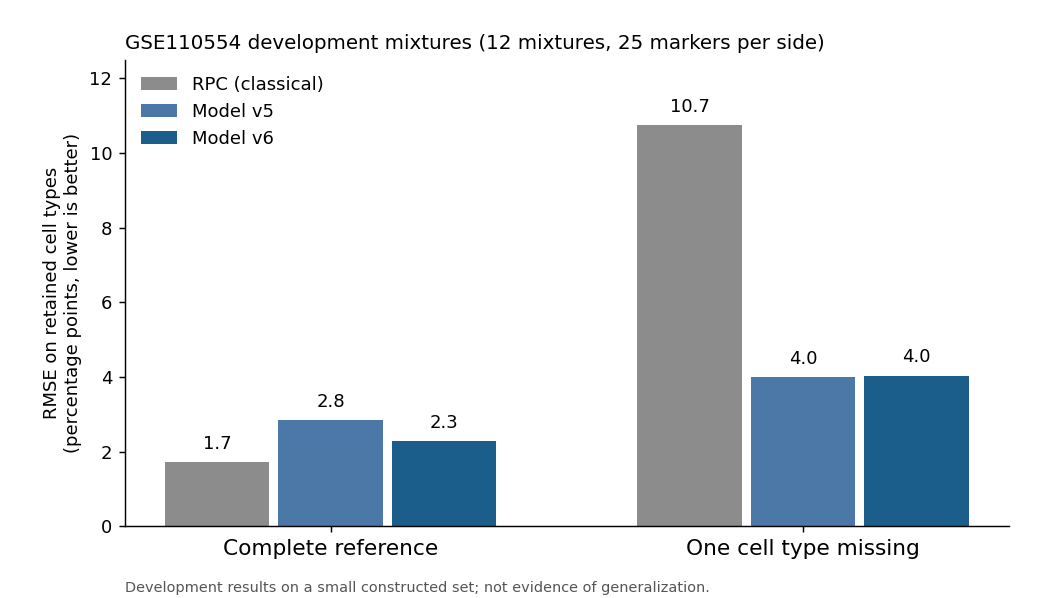 GSE110554 development mixtures (12 mixtures, 25 markers per side)
RMSE on retained cell types
(percentage points, lower is better)
12
10
8
6
4
2
0
RPC (classical)
Model v5
Model v6
1.7
2.8
2.3
10.7
4.0
4.0
Complete reference
One cell type missing
Development results on a small constructed set; not evidence of generalization.